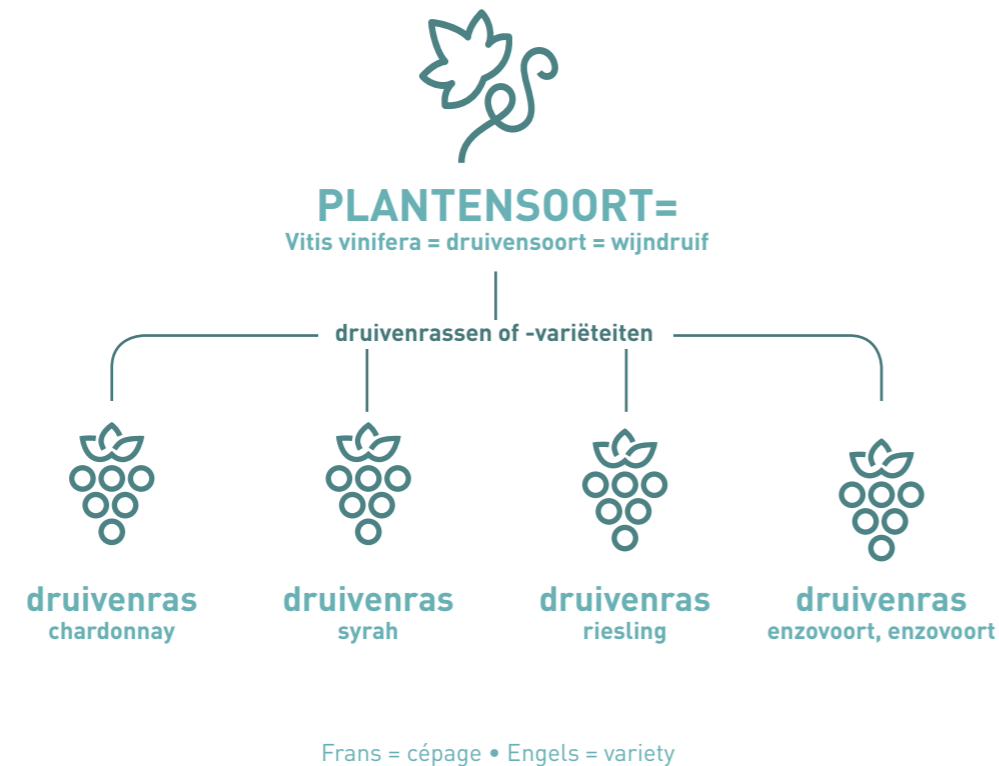 PLANTENSOORT=
Vitis vinifera = druivensoort = wijndruif
druivenrassen of -variëteiten
druivenras
chardonnay
druivenras
syrah
druivenras
riesling
druivenras
enzovoort, enzovoort
Frans = cépage • Engels = variety